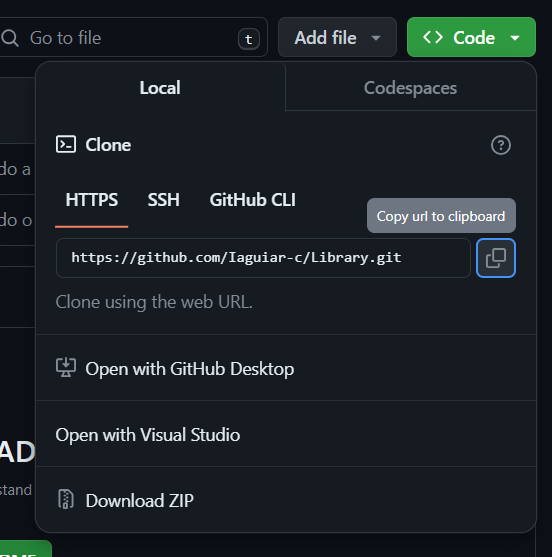 Go to file
t
Add file
Code
Local
Codespaces
do a
Clone
HTTPS
SSH
GitHub CLI
do o
Copy url to clipboard
https://github.com/Iaguiar-c/Library.git
Clone using the web URL.
Open with GitHub Desktop
Open with Visual Studio
AD
stand
Download ZIP